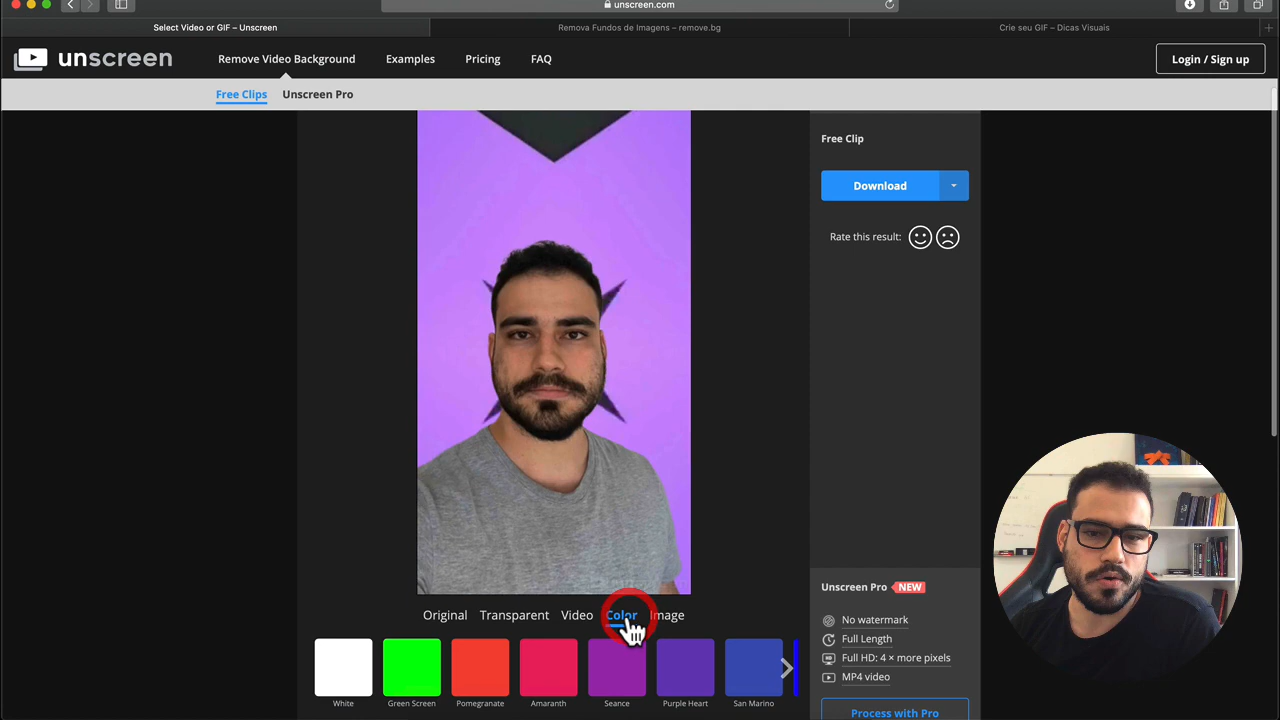 unscreen.com
Select Video or GIF – Unscreen
Remova Fundos de Imagens – remove.bg
Crie seu GIF – Dicas Visuais
unscreen
Remove Video Background
Examples
Pricing
FAQ
Login / Sign up
Free Clips
Unscreen Pro
Free Clip
Download
Rate this result:
Original
Transparent
Video
Color
Image
White
Green Screen
Pomegranate
Amaranth
Seance
Purple Heart
San Marino
Unscreen Pro NEW
No watermark
Full Length
HD Full HD: 4 × more pixels
MP4 video
Process with Pro